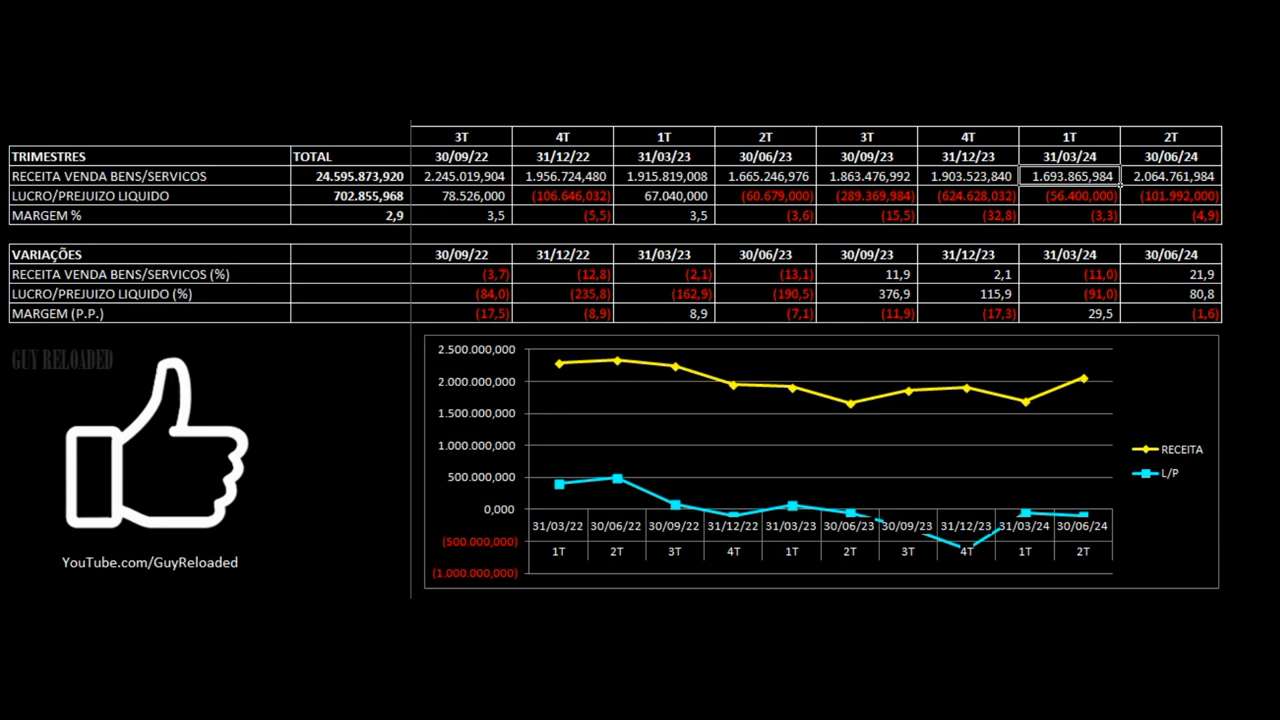 3T 4T 1T 2T 3T 4T 1T 2T
TRIMESTRES TOTAL 30/09/22 31/12/22 31/03/23 30/06/23 30/09/23 31/12/23 31/03/24 30/06/24
RECEITA VENDA BENS/SERVICOS 24.595.873,920 2.245.019,904 1.956.724,480 1.915.819,008 1.665.246,976 1.863.476,992 1.903.523,840 1.693.865,984 2.064.761,984
LUCRO/PREJUIZO LIQUIDO 702.855,968 78.526,000 (106.646,032) 67.040,000 (60.679,000) (289.369,984) (624.628,032) (56.400,000) (101.992,000)
MARGEM % 2,9 3,5 (5,5) 3,5 (3,6) (15,5) (32,8) (3,3) (4,9)
VARIAÇÕES 30/09/22 31/12/22 31/03/23 30/06/23 30/09/23 31/12/23 31/03/24 30/06/24
RECEITA VENDA BENS/SERVICOS (%) (3,7) (12,8) (2,1) (13,1) 11,9 2,1 (11,0) 21,9
LUCRO/PREJUIZO LIQUIDO (%) (84,0) (235,8) (162,9) (190,5) 376,9 115,9 (91,0) 80,8
MARGEM (P.P.) (17,5) (8,9) 8,9 (7,1) (11,9) (17,3) 29,5 (1,6)
GUY RELOADED
YouTube.com/GuyReloaded
2.500.000,000
2.000.000,000
1.500.000,000
1.000.000,000
500.000,000
0,000
(500.000,000)
(1.000.000,000)
31/03/22 30/06/22 30/09/22 31/12/22 31/03/23 30/06/23 30/09/23 31/12/23 31/03/24 30/06/24
1T 2T 3T 4T 1T 2T 3T 4T 1T 2T
RECEITA
L/P